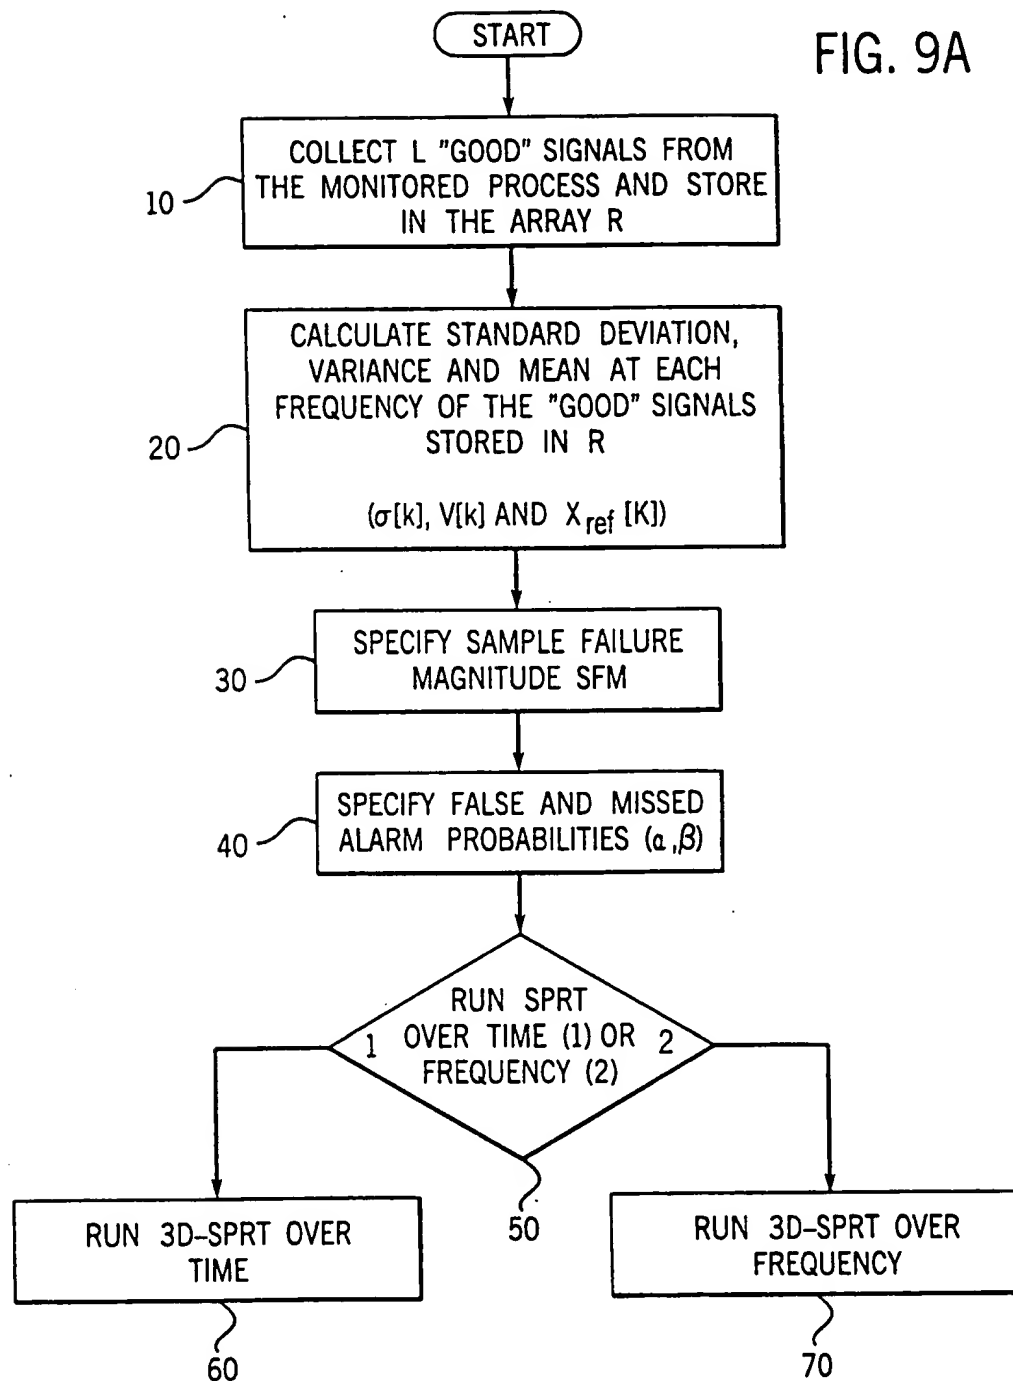 START
FIG. 9A
COLLECT L "GOOD" SIGNALS FROM
THE MONITORED PROCESS AND STORE
IN THE ARRAY R
10
CALCULATE STANDARD DEVIATION,
VARIANCE AND MEAN AT EACH
FREQUENCY OF THE "GOOD" SIGNALS
STORED IN R
(σ[k], V[k] AND Xref [K])
20
SPECIFY SAMPLE FAILURE
MAGNITUDE SFM
30
SPECIFY FALSE AND MISSED
ALARM PROBABILITIES (α,β)
40
RUN SPRT
OVER TIME (1) OR
FREQUENCY (2)
1
2
50
RUN 3D-SPRT OVER
TIME
60
RUN 3D-SPRT OVER
FREQUENCY
70